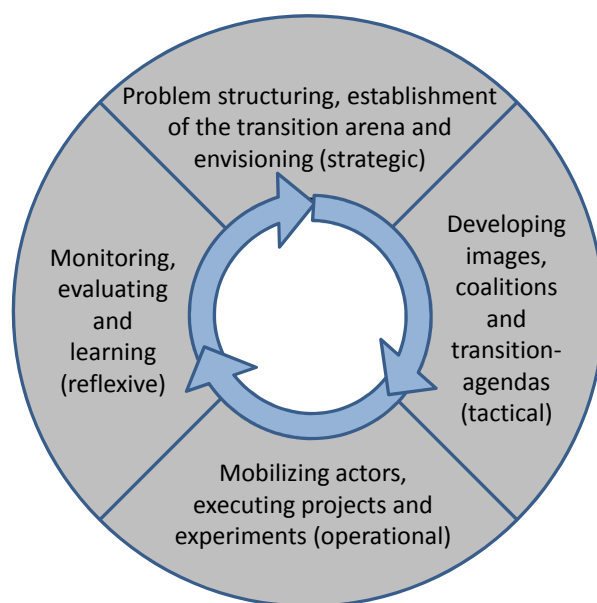 Problem structuring, establishment
of the transition arena and
envisioning (strategic)
Developing
images,
coalitions
and
transition-
agendas
(tactical)
Mobilizing actors,
executing projects and
experiments (operational)
Monitoring,
evaluating
and
learning
(reflexive)